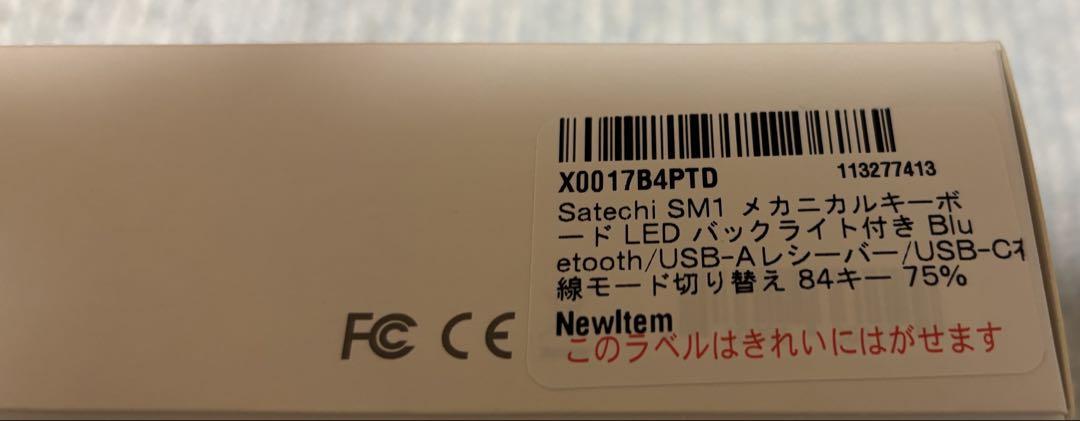 X0017B4PTD 113277413
Satechi SM1 メカニカルキーボ
ード LED バックライト付き Blu
etooth/USB-Aレシーバー/USB-C
線モード切り替え 84キー 75%
NewItem
このラベルはきれいにはがせます
FC CE